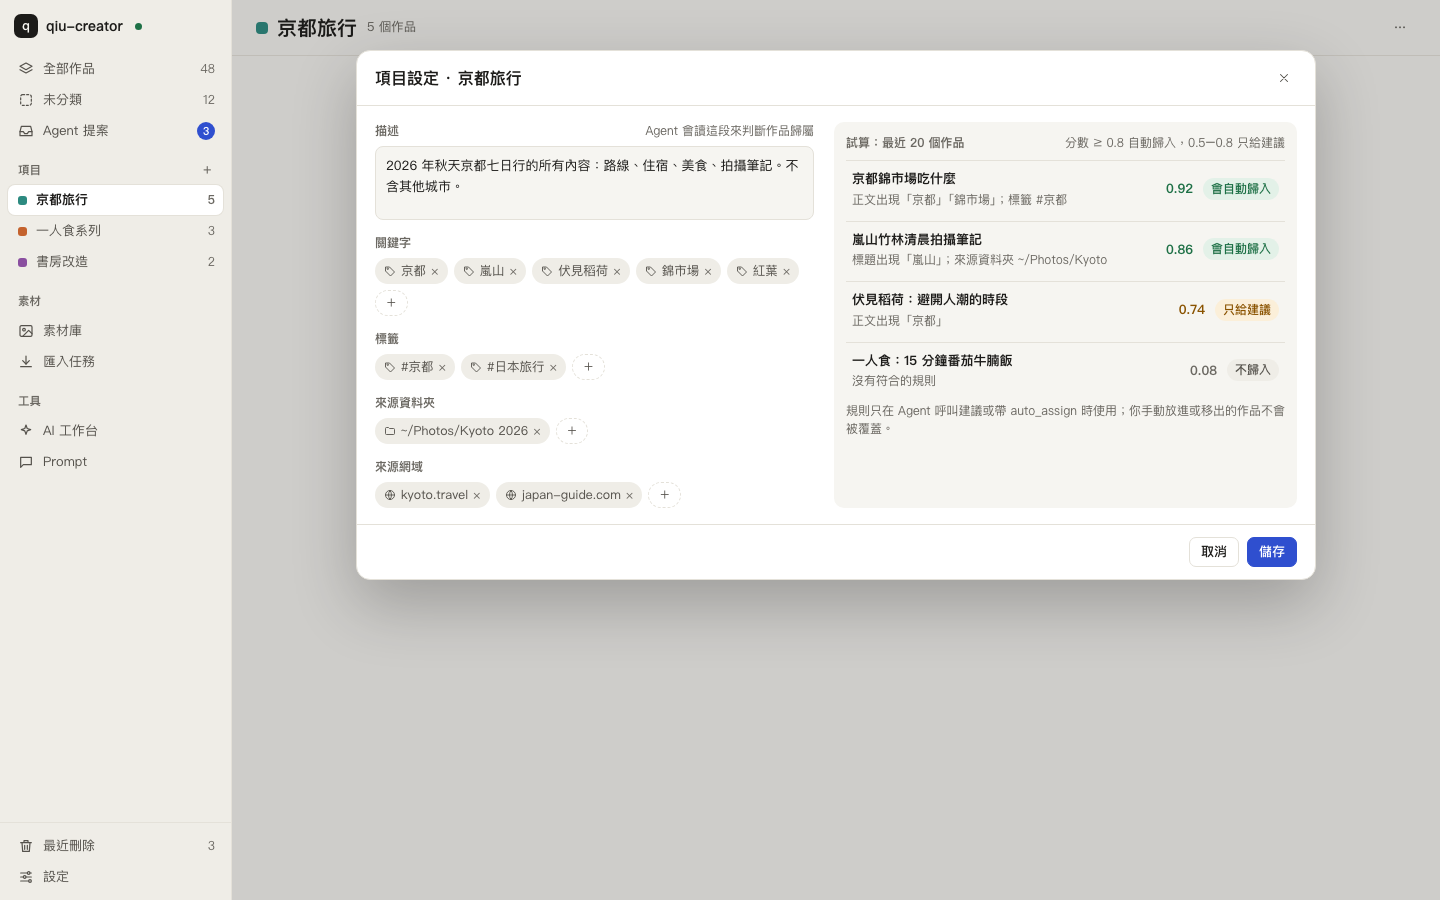 q qiu-creator
全部作品 48
未分類 12
Agent 提案 3
項目 +
京都旅行 5
一人食系列 3
書房改造 2
素材
素材庫
匯入任務
工具
AI 工作台
Prompt
最近刪除 3
設定
京都旅行 5 個作品 ...
項目設定 · 京都旅行 ×
描述 Agent 會讀這段來判斷作品歸屬
2026 年秋天京都七日行的所有內容：路線、住宿、美食、拍攝筆記。不
含其他城市。
關鍵字
京都 × 嵐山 × 伏見稻荷 × 錦市場 × 紅葉 ×
+
標籤
#京都 × #日本旅行 × +
來源資料夾
~/Photos/Kyoto 2026 × +
來源網域
kyoto.travel × japan-guide.com × +
試算：最近 20 個作品 分數 ≥ 0.8 自動歸入，0.5–0.8 只給建議
京都錦市場吃什麼
正文出現「京都」「錦市場」；標籤 #京都
0.92 會自動歸入
嵐山竹林清晨拍攝筆記
標題出現「嵐山」；來源資料夾 ~/Photos/Kyoto
0.86 會自動歸入
伏見稻荷：避開人潮的時段
正文出現「京都」
0.74 只給建議
一人食：15 分鐘番茄牛腩飯
沒有符合的規則
0.08 不歸入
規則只在 Agent 呼叫建議或帶 auto_assign 時使用；你手動放進或移出的作品不會
被覆蓋。
取消 儲存